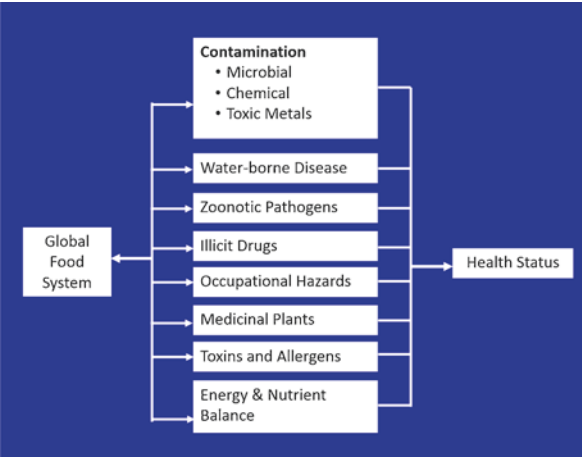 Contamination
• Microbial
• Chemical
• Toxic Metals
Water-borne Disease
Zoonotic Pathogens
Global
Food
System
Illicit Drugs
Occupational Hazards
Health Status
Medicinal Plants
Toxins and Allergens
Energy & Nutrient
Balance